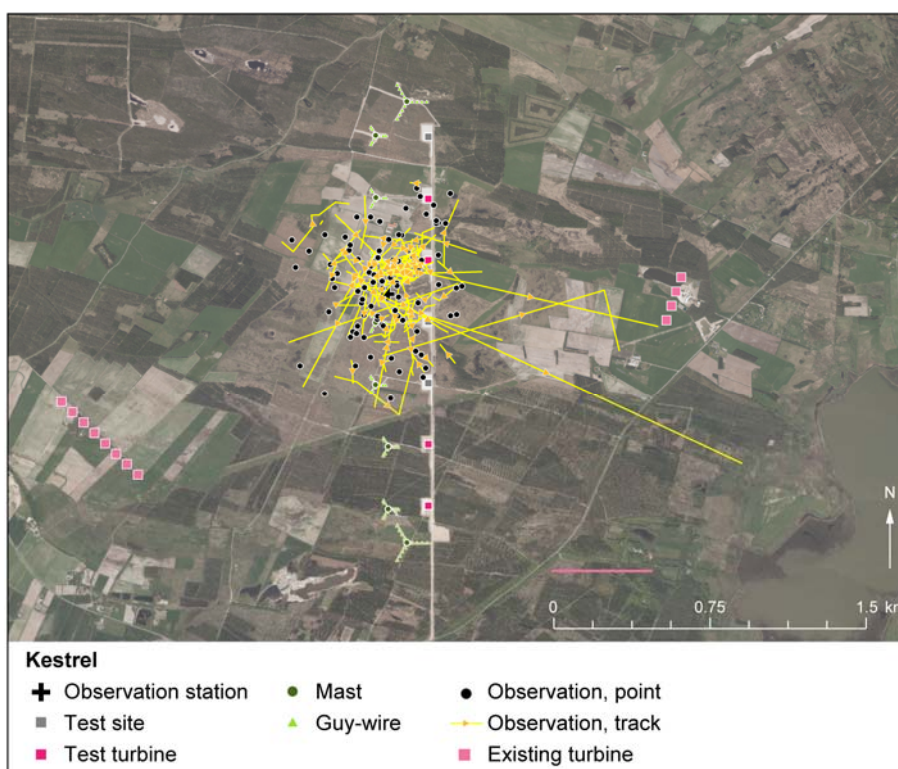 N
0 0.75 1.5 km
Kestrel
Observation station
Mast
Observation, point
Test site
Guy-wire
Observation, track
Test turbine
Existing turbine